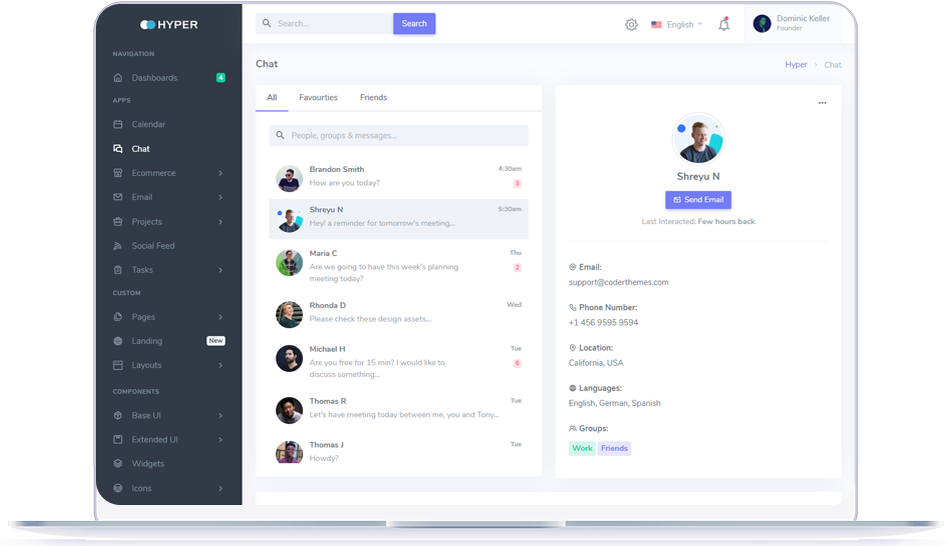 HYPER
Search...
Search
English
Dominic Keller
Founder
NAVIGATION
Dashboards
4
APPS
Calendar
Chat
Ecommerce
Email
Projects
Social Feed
Tasks
CUSTOM
Pages
Landing
New
Layouts
COMPONENTS
Base UI
Extended UI
Widgets
Icons
Chat
Hyper > Chat
All
Favourties
Friends
People, groups & messages...
Brandon Smith
4:30am
How are you today?
3
Shreyu N
5:30am
Hey! a reminder for tomorrow's meeting...
Maria C
Thu
Are we going to have this week's planning
meeting today?
2
Rhonda D
Wed
Please check these design assets...
Michael H
Tue
Are you free for 15 min? I would like to
discuss something...
6
Thomas R
Tue
Let's have meeting today between me, you and Tony...
Thomas J
Tue
Howdy?
Shreyu N
Send Email
Last Interacted: Few hours back
Email:
support@coderthemes.com
Phone Number:
+1 456 9595 9594
Location:
California, USA
Languages:
English, German, Spanish
Groups:
Work
Friends